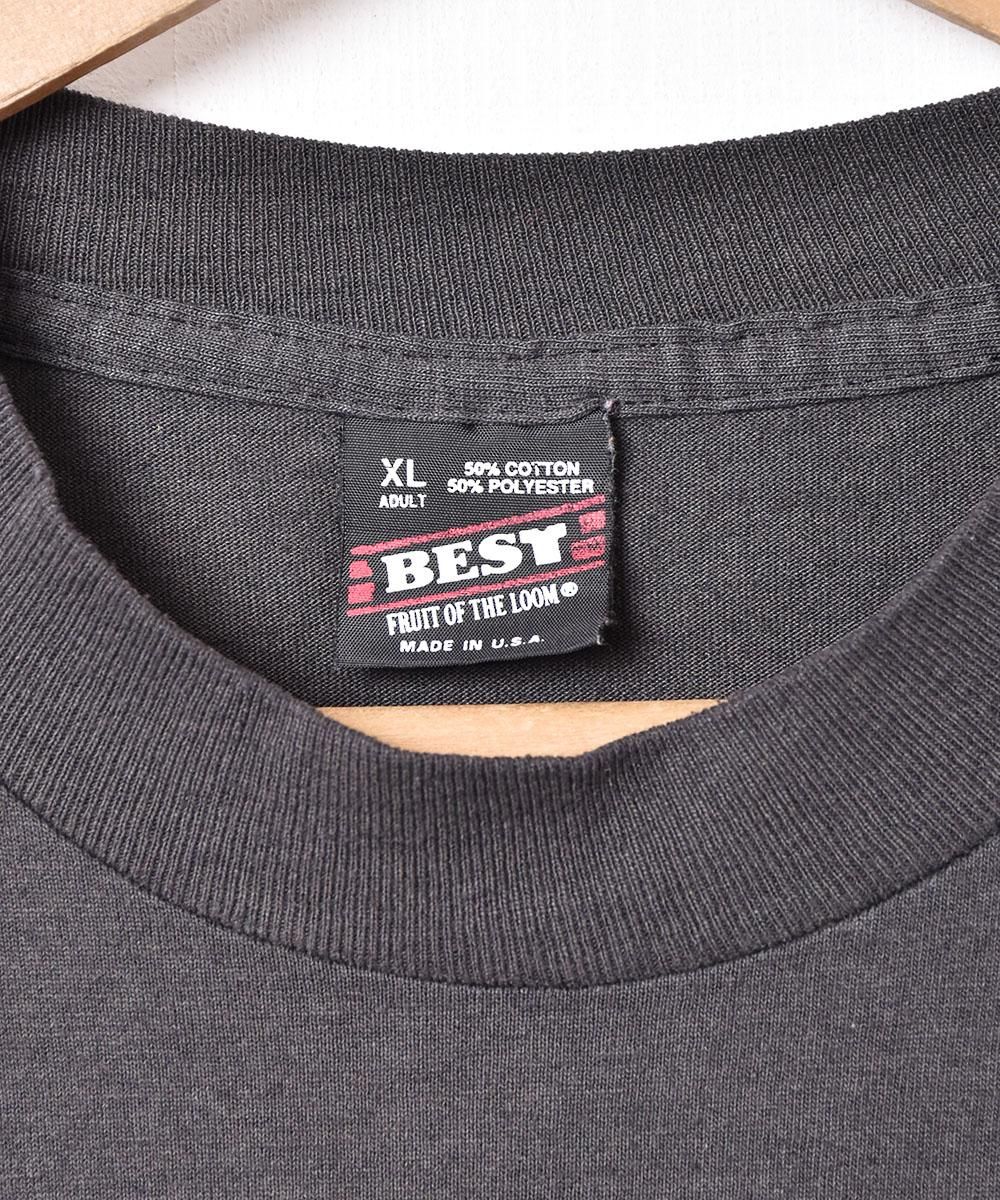 XL
ADULT
50% COTTON
50% POLYESTER
BEST
FRUIT OF THE LOOM®
MADE IN U.S.A.